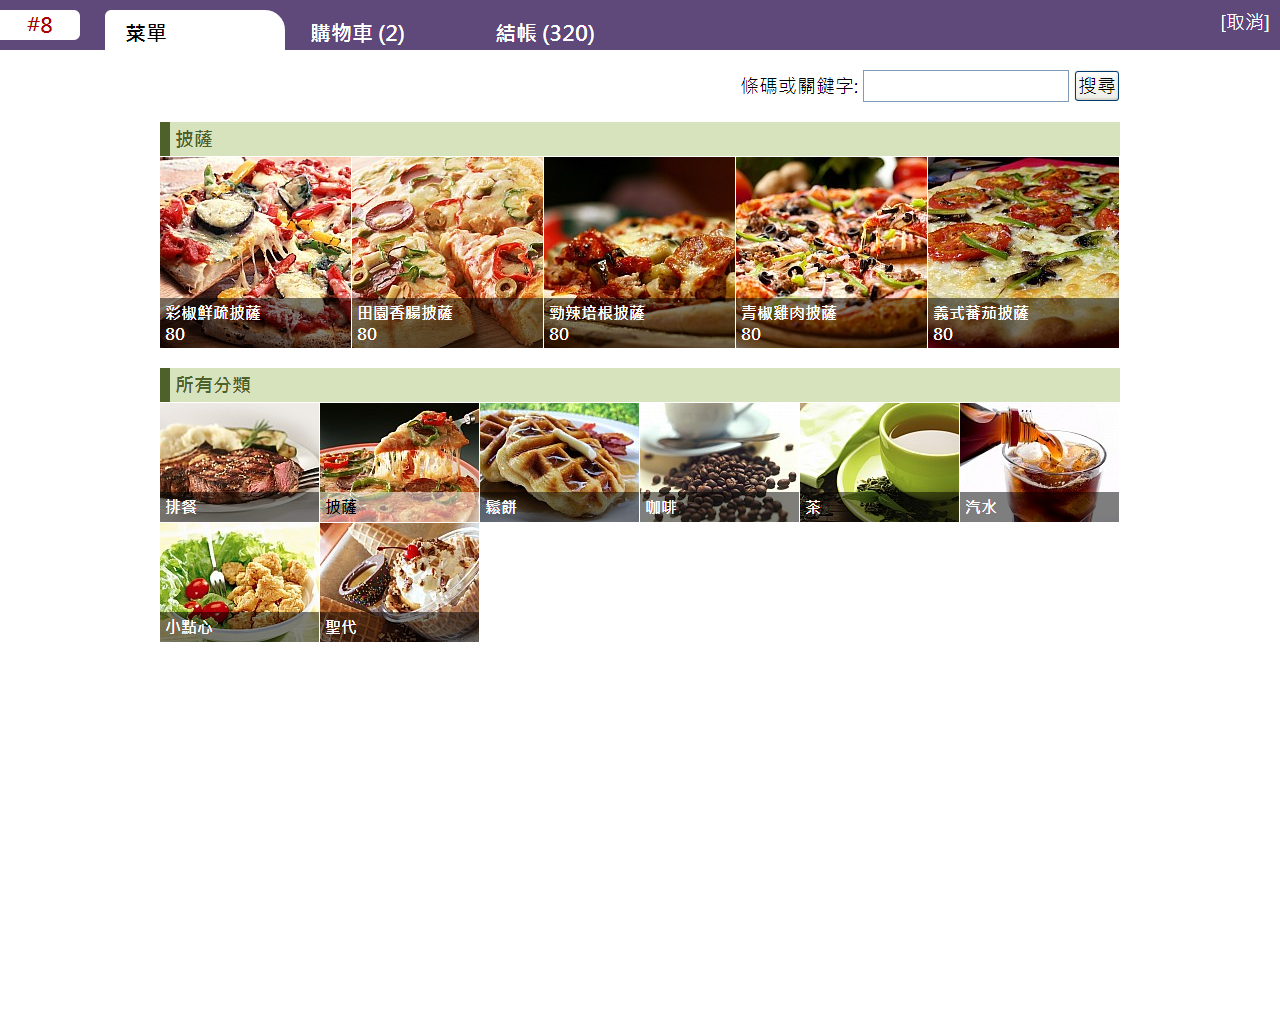 #8
菜單
購物車 (2)
結帳 (320)
[取消]
條碼或關鍵字:
搜尋
披薩
彩椒鮮疏披薩
80
田園香腸披薩
80
勁辣培根披薩
80
青椒雞肉披薩
80
義式蕃茄披薩
80
所有分類
排餐
披薩
鬆餅
咖啡
茶
汽水
小點心
聖代